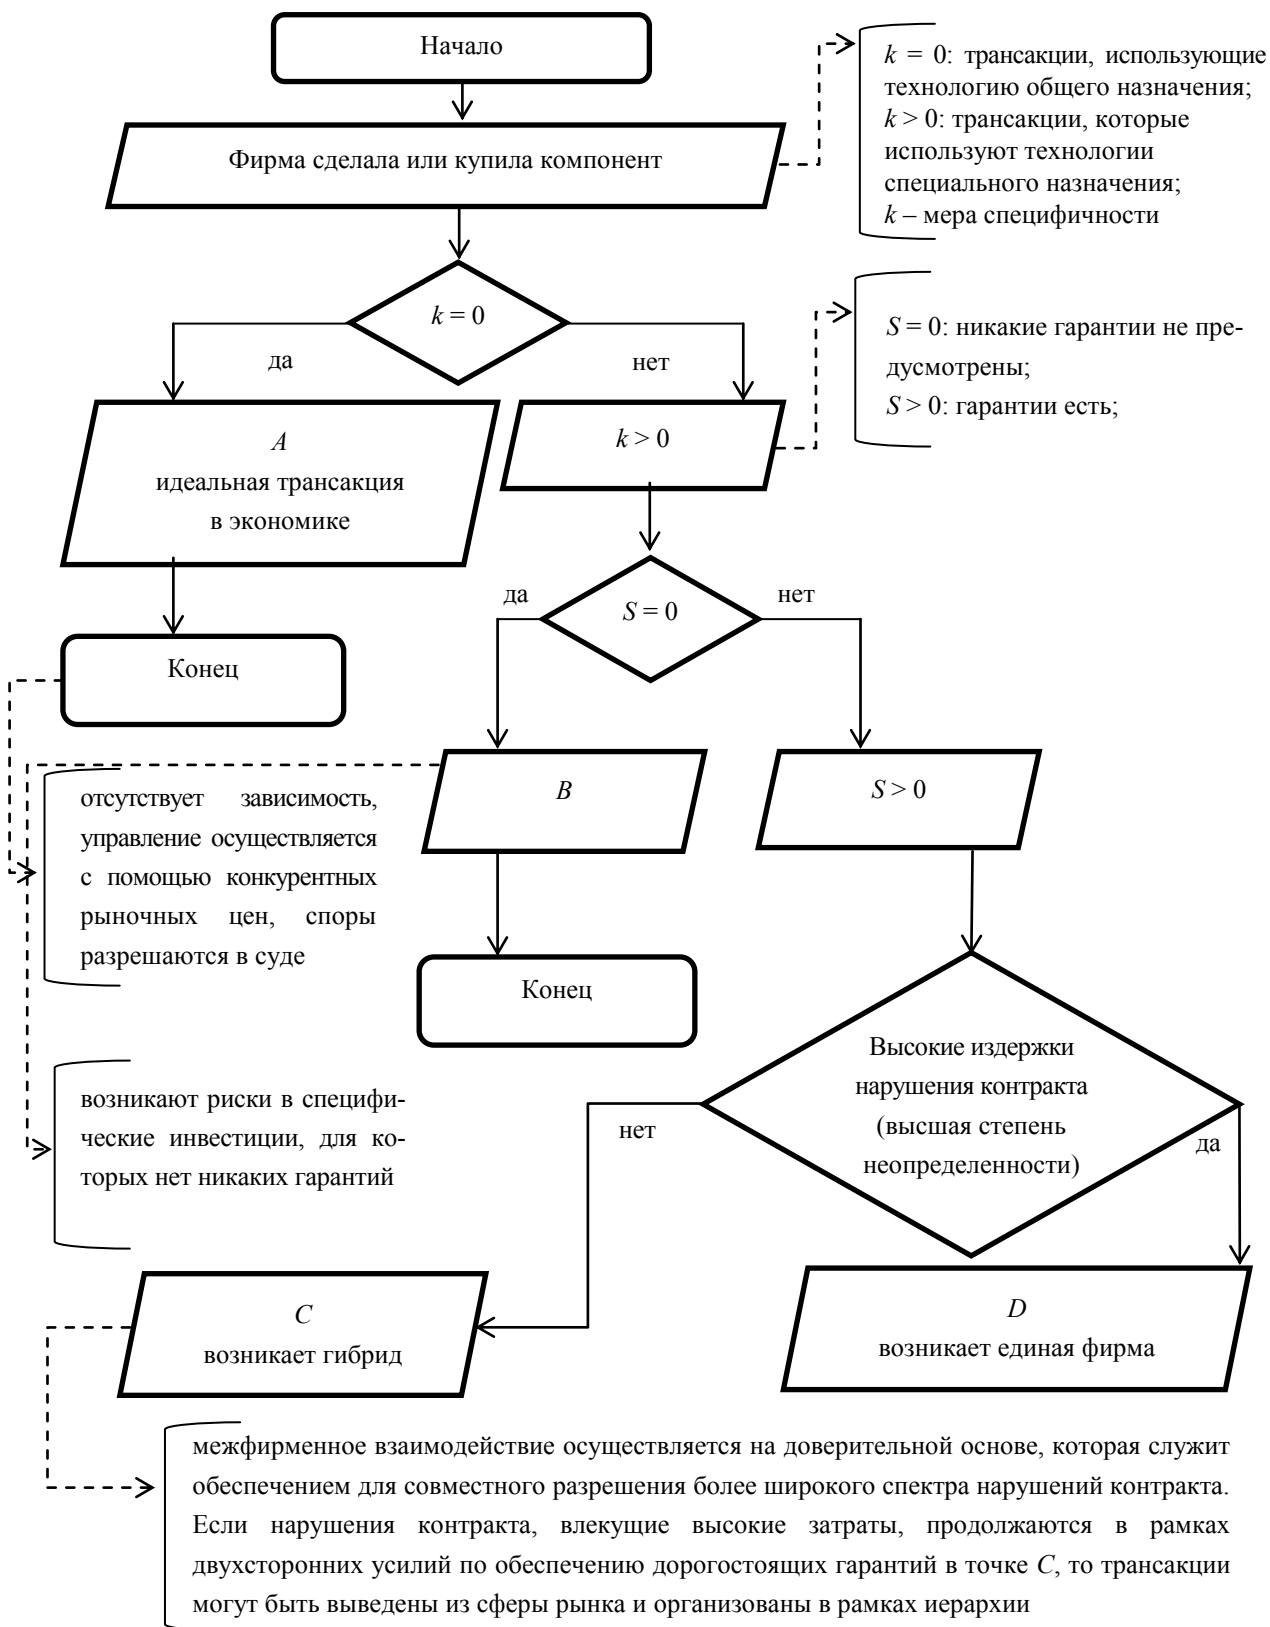 Начало
k = 0: трансакции, использующие
технологию общего назначения;
k > 0: трансакции, которые
используют технологии
специального назначения;
k – мера специфичности
Фирма сделала или купила компонент
k = 0
да
нет
S = 0: никакие гарантии не пре-
дусмотрены;
S > 0: гарантии есть;
A
идеальная трансакция
в экономике
k > 0
да
S = 0
нет
Конец
B
S > 0
отсутствует зависимость,
управление осуществляется
с помощью конкурентных
рыночных цен, споры
разрешаются в суде
Конец
Высокие издержки
нарушения контракта
(высшая степень
неопределенности)
нет
да
возникают риски в специфи-
ческие инвестиции, для ко-
торых нет никаких гарантий
C
возникает гибрид
D
возникает единая фирма
межфирменное взаимодействие осуществляется на доверительной основе, которая служит
обеспечением для совместного разрешения более широкого спектра нарушений контракта.
Если нарушения контракта, влекущие высокие затраты, продолжаются в рамках
двухсторонних усилий по обеспечению дорогостоящих гарантий в точке C, то трансакции
могут быть выведены из сферы рынка и организованы в рамках иерархии